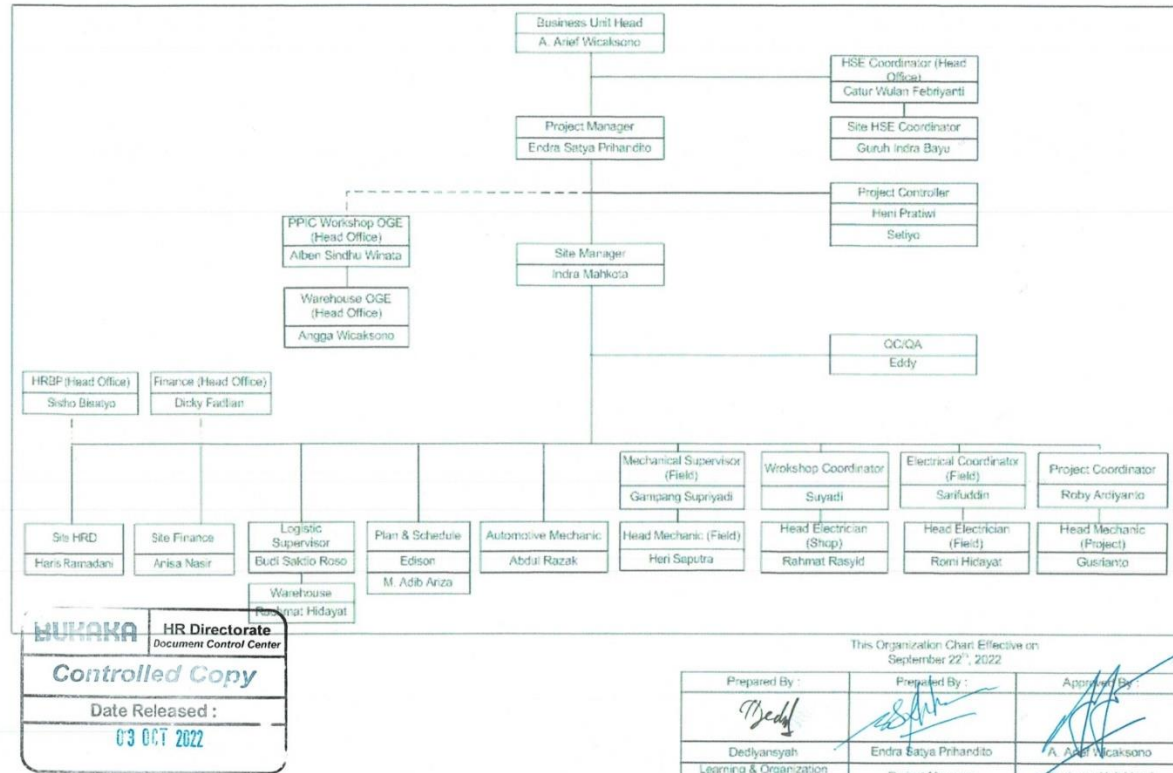 Business Unit Head
A. Arief Wicaksono
HSE Coordinator (Head
Office)
Catur Wulan Febriyanti
Site HSE Coordinator
Guruh Indra Bayu
Project Manager
Endra Satya Prihandito
Project Controller
Heni Pratiwi
Setiyo
PPIC Workshop OGE
(Head Office)
Alben Sindhu Winata
Site Manager
Indra Mahkota
Warehouse OGE
(Head Office)
Angga Wicaksono
QC/QA
Eddy
HRBP (Head Office)
Finance (Head Office)
Dicky Fadlian
Mechanical Supervisor
(Field)
Gampang Supriyadi
Wrokshop Coordinator
Suyadi
Electrical Coordinator
(Field)
Sarifuddin
Project Coordinator
Roby Ardiyanto
Site HRD
Haris Ramadani
Site Finance
Anisa Nasir
Logistic
Supervisor
Budi Sakdio Roso
Plan & Schedule
Edison
M. Adib Ariza
Automotive Mechanic
Abdul Razak
Head Mechanic (Field)
Heri Saputra
Head Electrician
(Shop)
Rahmat Rasyid
Head Electrician
(Field)
Romi Hidayat
Head Mechanic
(Project)
Gusrianto
Warehouse
Rachmat Hidayat
BUKAKA
HR Directorate
Document Control Center
Controlled Copy
Date Released :
03 OCT 2022
This Organization Chart Effective on
September 22nd, 2022
Prepared By :
Prepared By :
Approved By :
Dedlyansyah
Endra Satya Prihandito
A. Arief Wicaksono
Learning & Organization